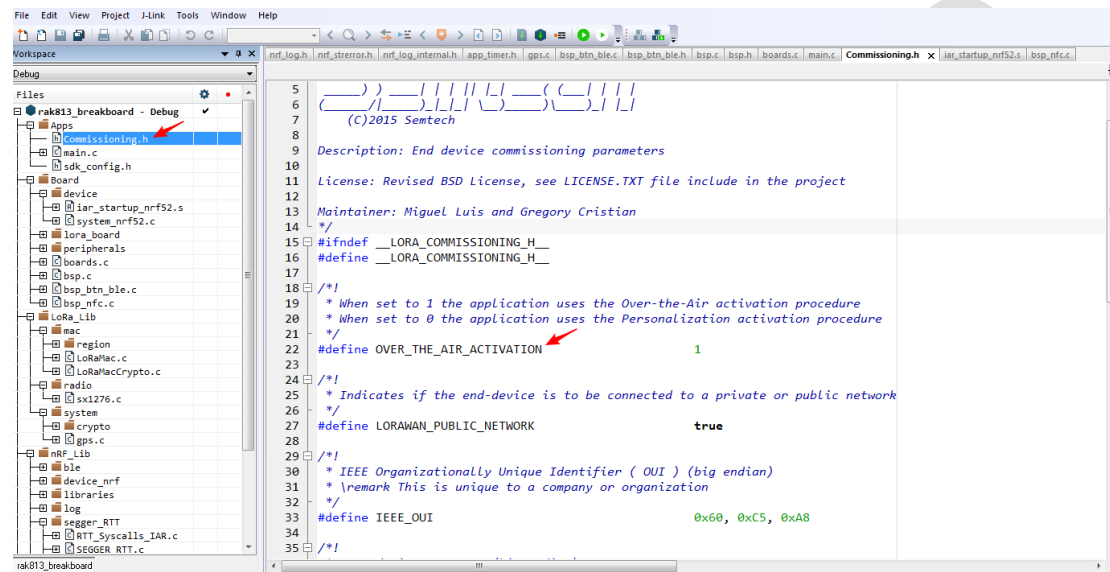 File Edit View Project J-Link Tools Window Help
Workspace
nrf_log.h nrf_strerror.h nrf_log_internal.h app_timer.h gps.c bsp_btn_ble.c bsp_btn_ble.h bsp.c bsp.h boards.c main.c Commissioning.h x iar_startup_nrf52.s bsp_nfc.c
Debug
Files
rak813_breakboard - Debug
Apps
Commissioning.h
main.c
sdk_config.h
Board
device
iar_startup_nrf52.s
system_nrf52.c
lora_board
peripherals
boards.c
bsp.c
bsp_btn_ble.c
bsp_nfc.c
LoRa_Lib
mac
region
LoRaMac.c
LoRaMacCrypto.c
radio
sx1276.c
system
crypto
gps.c
nRF_Lib
ble
device_nrf
libraries
log
segger_RTT
RTT_Syscalls_IAR.c
SEGGER_RTT.c
rak813_breakboard
5 _____) ) ____| | | || |_| ____( (___| | | |
6 (______/|_____)_|_|_| \__)_____)\____)_| |_|
7 (C)2015 Semtech
8
9 Description: End device commissioning parameters
10
11 License: Revised BSD License, see LICENSE.TXT file include in the project
12
13 Maintainer: Miguel Luis and Gregory Cristian
14 */
15 #ifndef __LORA_COMMISSIONING_H__
16 #define __LORA_COMMISSIONING_H__
17
18 /*!
19 * When set to 1 the application uses the Over-the-Air activation procedure
20 * When set to 0 the application uses the Personalization activation procedure
21 */
22 #define OVER_THE_AIR_ACTIVATION 1
23
24 /*!
25 * Indicates if the end-device is to be connected to a private or public network
26 */
27 #define LORAWAN_PUBLIC_NETWORK true
28
29 /*!
30 * IEEE Organizationally Unique Identifier ( OUI ) (big endian)
31 * \remark This is unique to a company or organization
32 */
33 #define IEEE_OUI 0x60, 0xC5, 0xA8
34
35 /*!